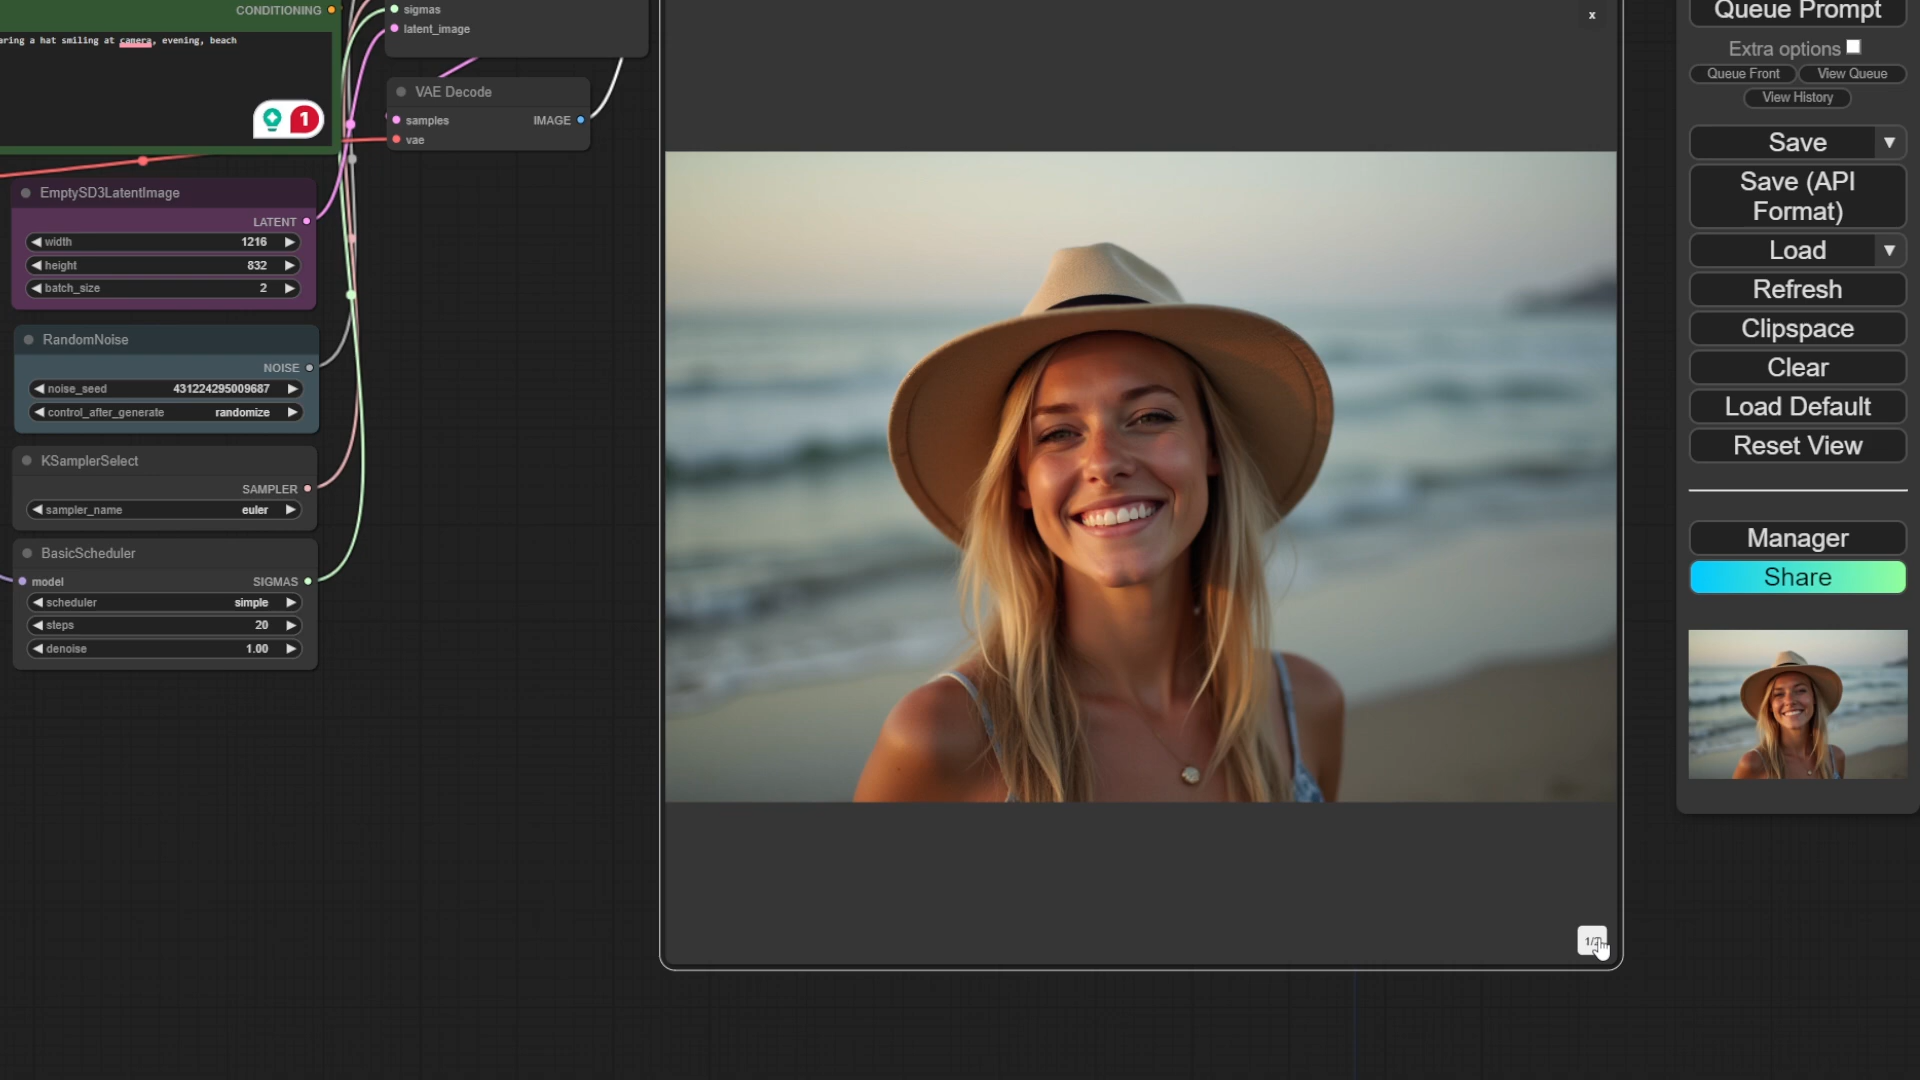 CONDITIONING
aring a hat smiling at camera, evening, beach
1
sigmas
latent_image
VAE Decode
samples
IMAGE
vae
EmptySD3LatentImage
LATENT
width 1216
height 832
batch_size 2
RandomNoise
NOISE
noise_seed 431224295009687
control_after_generate randomize
KSamplerSelect
SAMPLER
sampler_name euler
BasicScheduler
model
SIGMAS
scheduler simple
steps 20
denoise 1.00
x
Queue Prompt
Extra options
Queue Front
View Queue
View History
Save
Save (API
Format)
Load
Refresh
Clipspace
Clear
Load Default
Reset View
Manager
Share